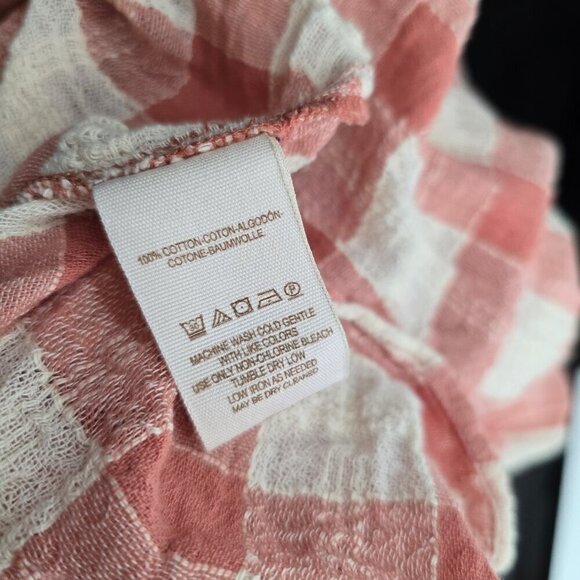 100% COTTON-COTON-ALGODÓN-
COTONE-BAUMWOLLE
MACHINE WASH COLD GENTLE
WITH LIKE COLORS
USE ONLY NON-CHLORINE BLEACH
TUMBLE DRY LOW
LOW IRON AS NEEDED
MAY BE DRY CLEANED